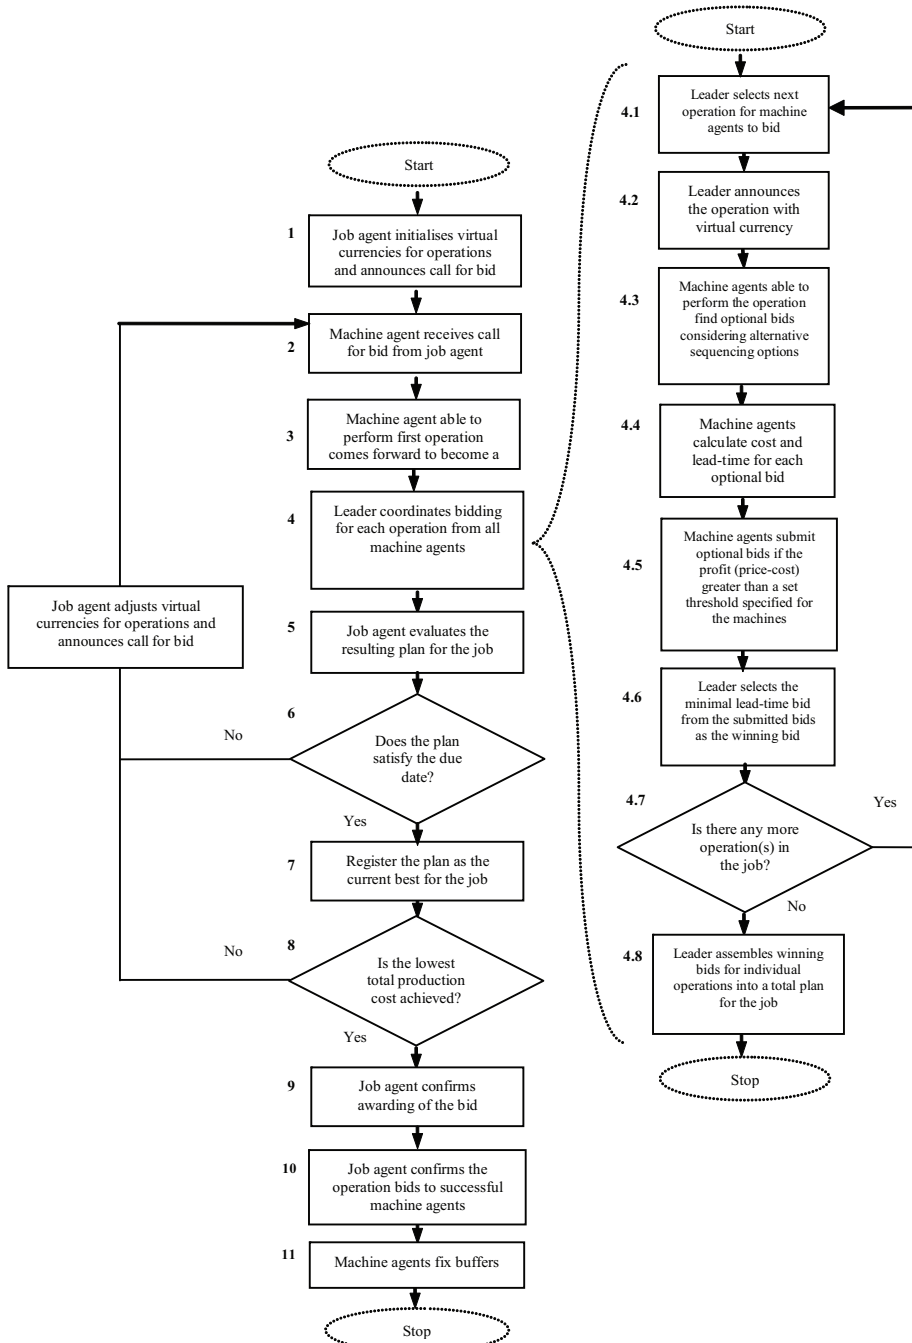 Start
1
Job agent initialises virtual
currencies for operations
and announces call for bid
2
Machine agent receives call
for bid from job agent
3
Machine agent able to
perform first operation
comes forward to become a
4
Leader coordinates bidding
for each operation from all
machine agents
Job agent adjusts virtual
currencies for operations and
announces call for bid
5
Job agent evaluates the
resulting plan for the job
6
No
Does the plan
satisfy the due
date?
Yes
7
Register the plan as the
current best for the job
8
No
Is the lowest
total production
cost achieved?
Yes
9
Job agent confirms
awarding of the bid
10
Job agent confirms the
operation bids to successful
machine agents
11
Machine agents fix buffers
Stop
Start
4.1
Leader selects next
operation for machine
agents to bid
4.2
Leader announces
the operation with
virtual currency
4.3
Machine agents able to
perform the operation
find optional bids
considering alternative
sequencing options
4.4
Machine agents
calculate cost and
lead-time for each
optional bid
4.5
Machine agents submit
optional bids if the
profit (price-cost)
greater than a set
threshold specified for
the machines
4.6
Leader selects the
minimal lead-time bid
from the submitted bids
as the winning bid
4.7
Yes
Is there any more
operation(s) in
the job?
No
4.8
Leader assembles winning
bids for individual
operations into a total plan
for the job
Stop